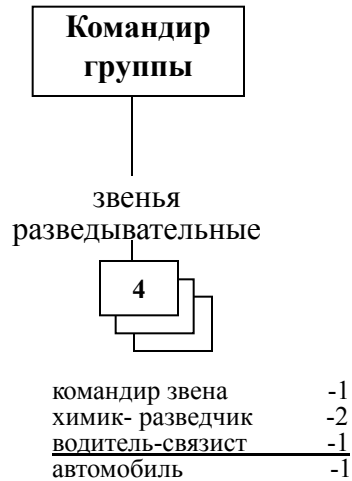 Командир
группы
звенья
разведывательные
4
командир звена -1
химик- разведчик -2
водитель-связист -1
автомобиль -1